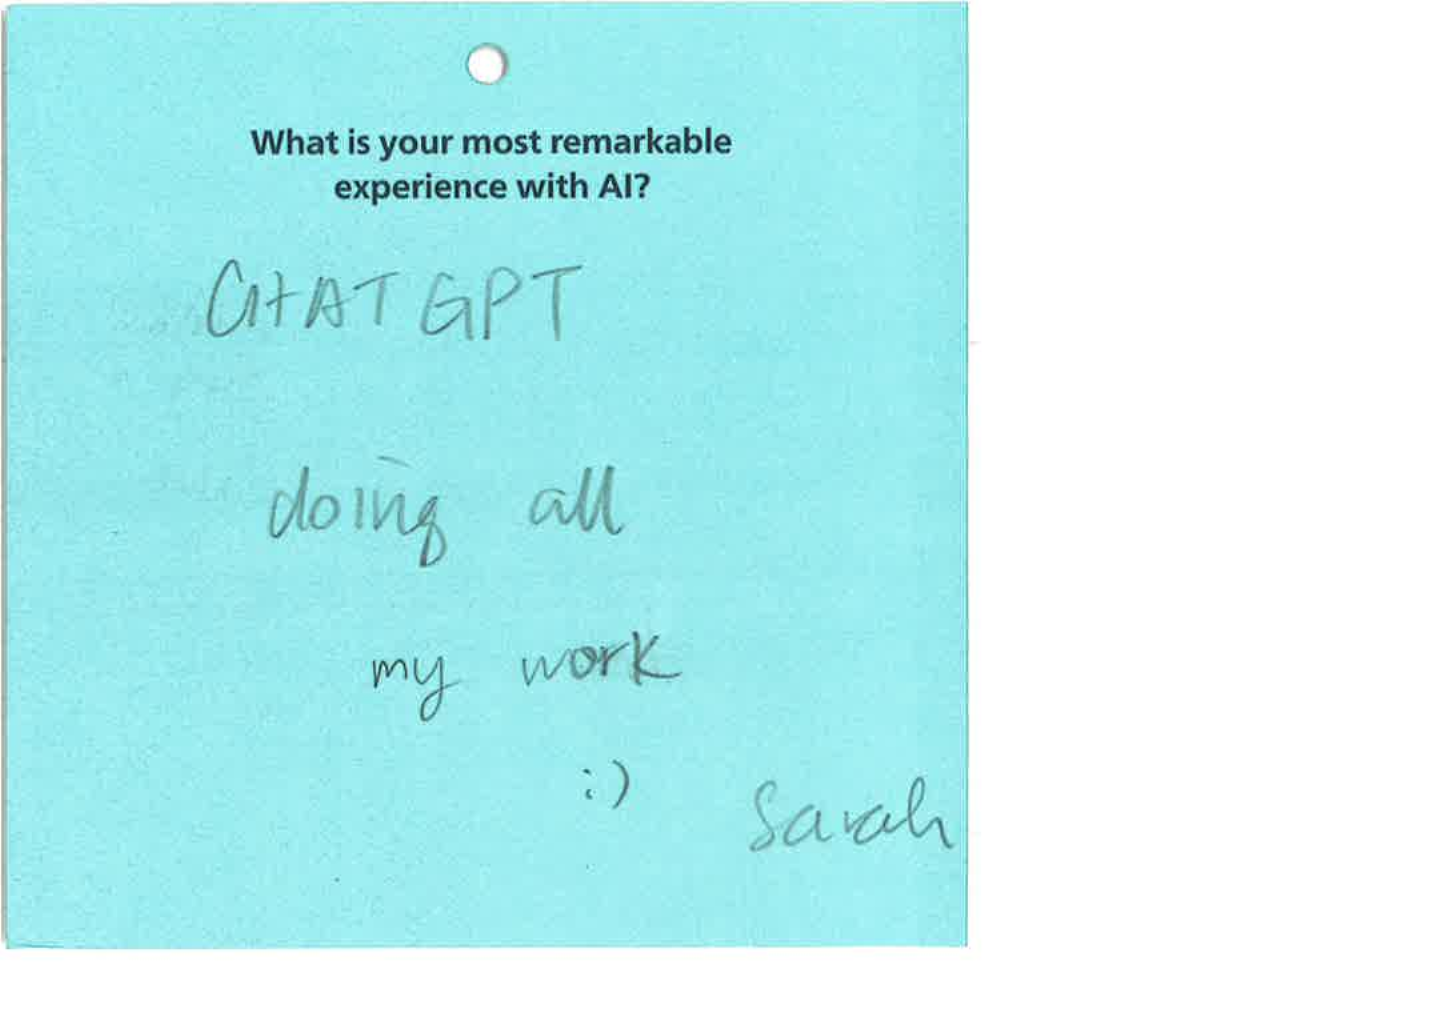 What is your most remarkable
experience with AI?
CHAT GPT
doing all
my work
:)
Sarah